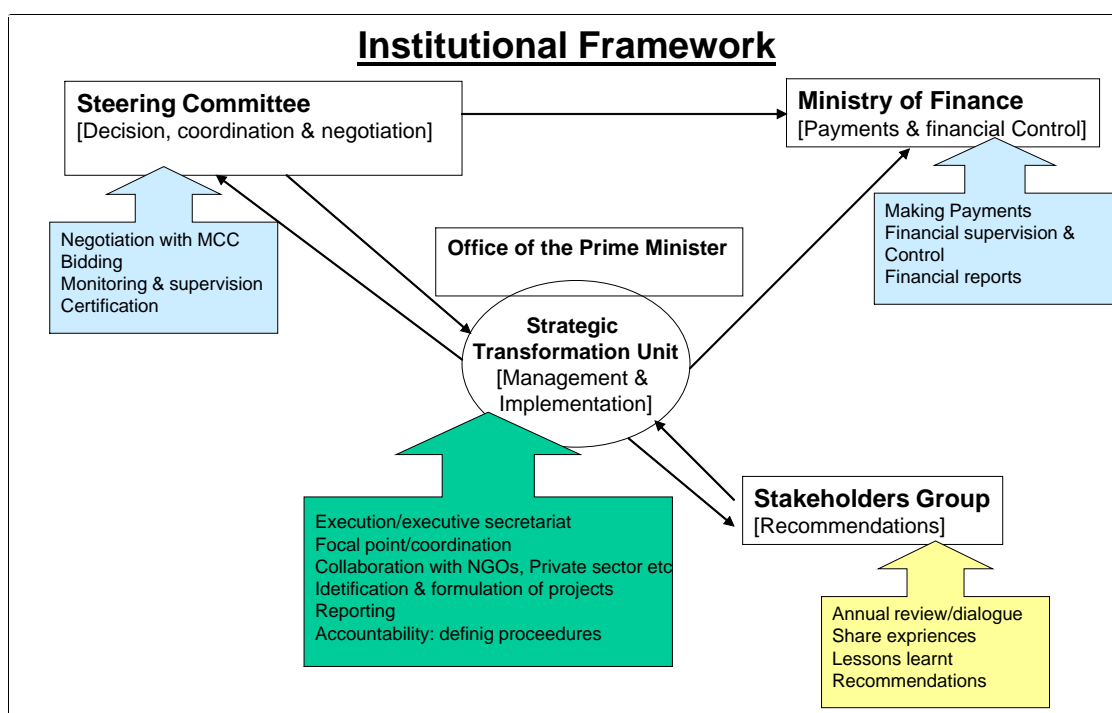 Institutional Framework
Steering Committee
[Decision, coordination & negotiation]
Ministry of Finance
[Payments & financial Control]
Negotiation with MCC
Bidding
Monitoring & supervision
Certification
Making Payments
Financial supervision &
Control
Financial reports
Office of the Prime Minister
Strategic
Transformation Unit
[Management &
Implementation]
Execution/executive secretariat
Focal point/coordination
Collaboration with NGOs, Private sector etc
Idetification & formulation of projects
Reporting
Accountability: definig proceedures
Stakeholders Group
[Recommendations]
Annual review/dialogue
Share expriences
Lessons learnt
Recommendations